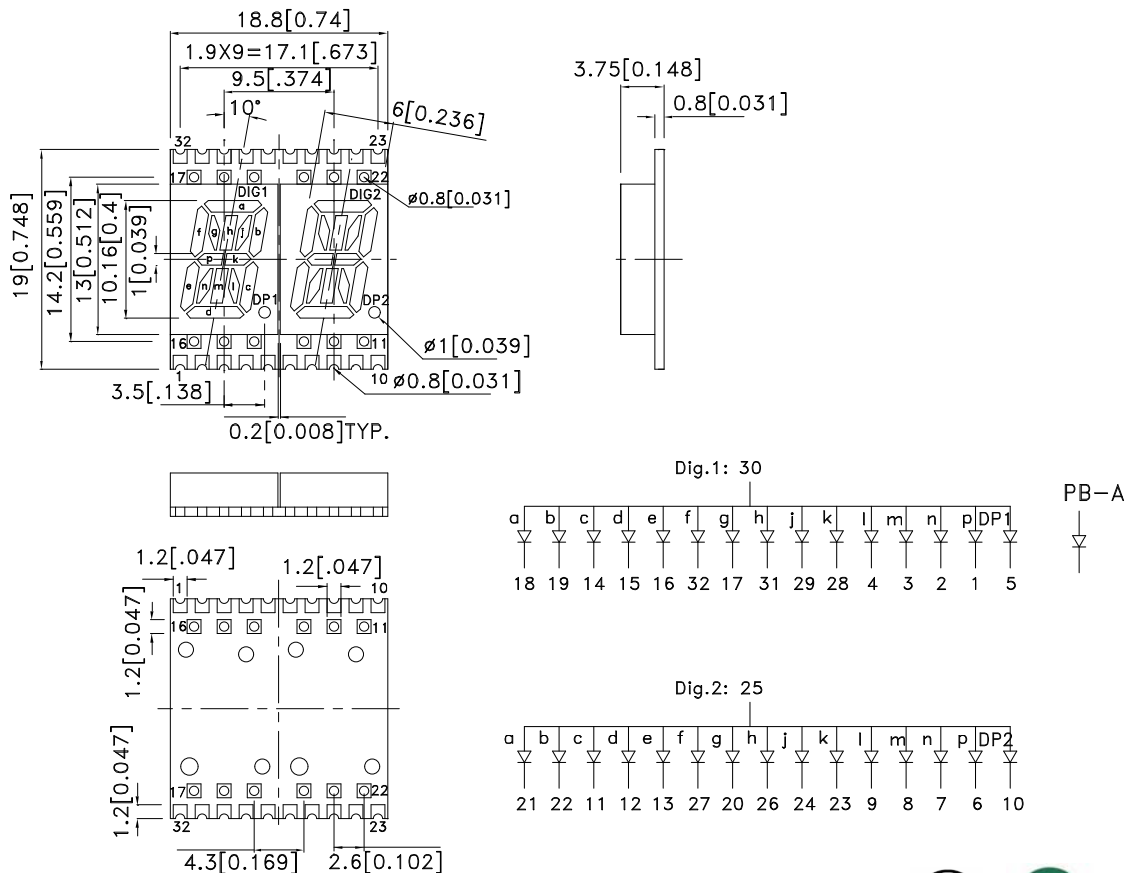 18.8[0.74]
1.9X9=17.1[.673]
9.5[.374]
10°
6[0.236]
32 23
17 22
DIG1 DIG2
ø0.8[0.031]
a
f g h j b
p k
e n m l c
d
DP1 DP2
16 11
1 10
19[0.748]
14.2[0.559]
13[0.512]
10.16[0.4]
1[0.039]
ø1[0.039]
ø0.8[0.031]
3.5[.138]
0.2[0.008]TYP.
3.75[0.148]
0.8[0.031]
Dig.1: 30
a b c d e f g h j k l m n p DP1
18 19 14 15 16 32 17 31 29 28 4 3 2 1 5
PB-A
1.2[.047] 1.2[.047]
1 10
16 11
1.2[0.047]
1.2[0.047]
17 22
32 23
4.3[0.169] 2.6[0.102]
Dig.2: 25
a b c d e f g h j k l m n p DP2
21 22 11 12 13 27 20 26 24 23 9 8 7 6 10